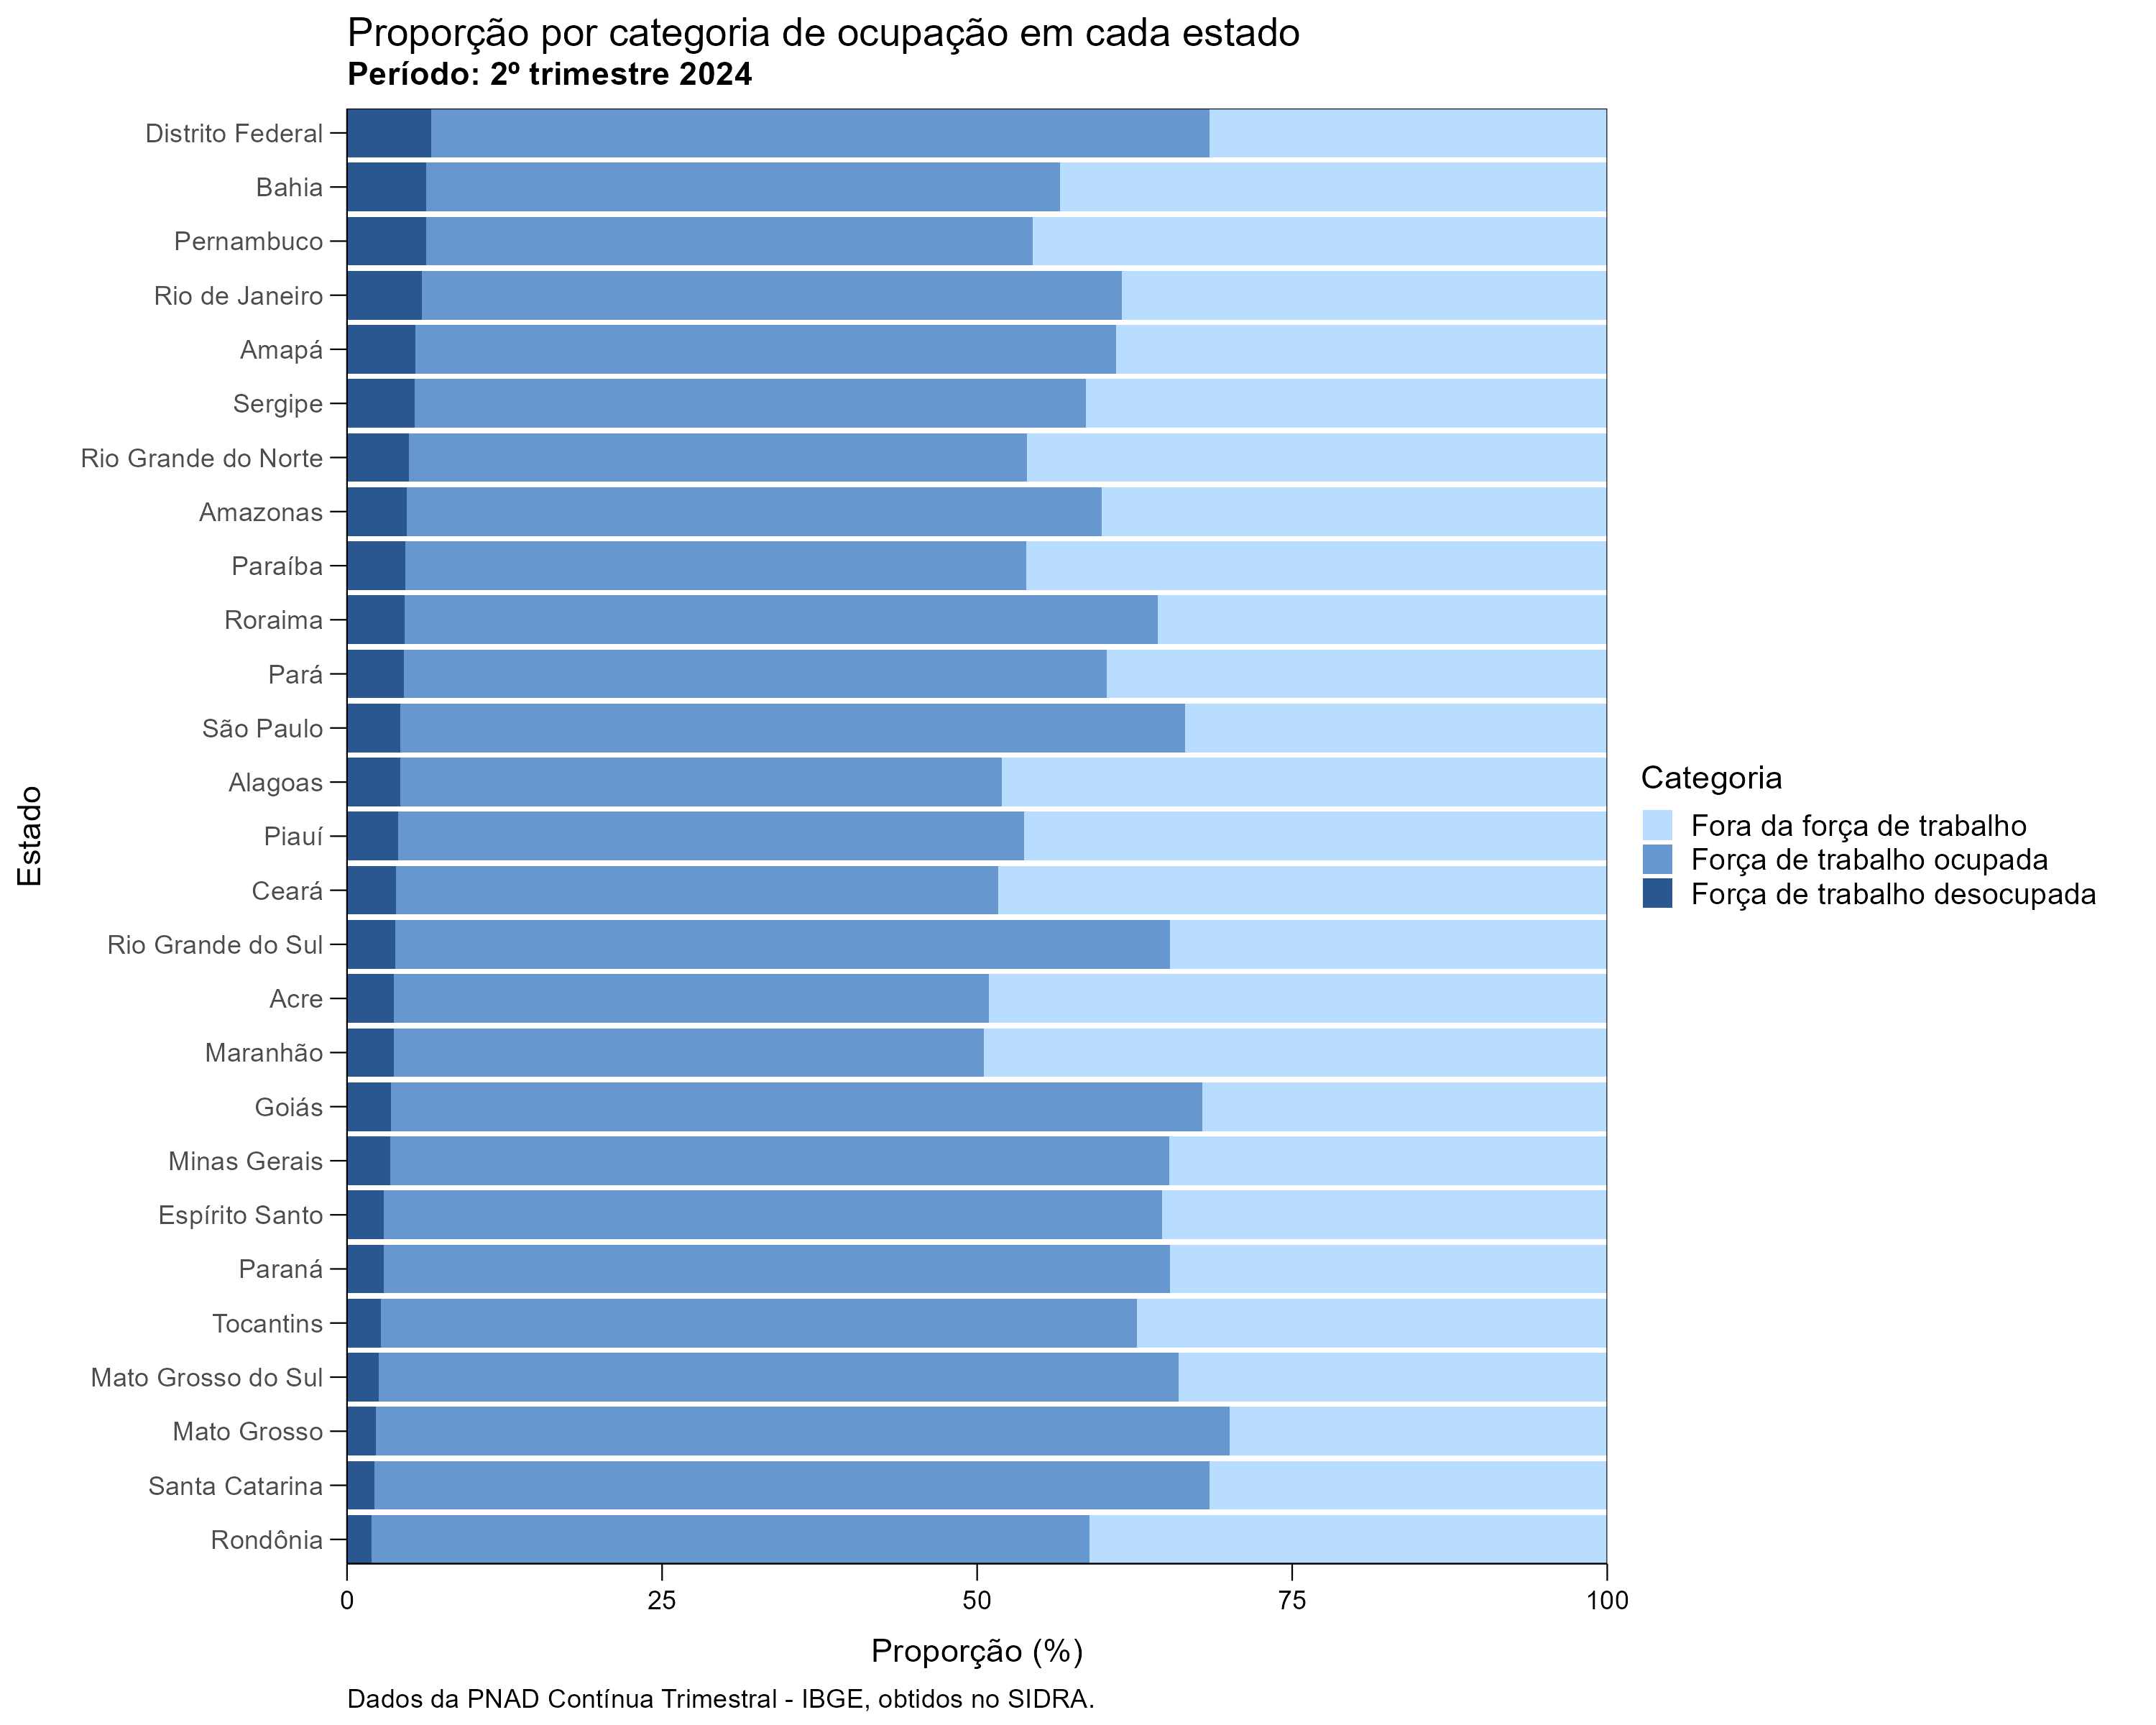 Proporção por categoria de ocupação em cada estado
Período: 2º trimestre 2024
Distrito Federal
Bahia
Pernambuco
Rio de Janeiro
Amapá
Sergipe
Rio Grande do Norte
Amazonas
Paraíba
Roraima
Pará
São Paulo
Alagoas
Piauí
Ceará
Rio Grande do Sul
Acre
Maranhão
Goiás
Minas Gerais
Espírito Santo
Paraná
Tocantins
Mato Grosso do Sul
Mato Grosso
Santa Catarina
Rondônia
Estado
0 25 50 75 100
Proporção (%)
Categoria
Fora da força de trabalho
Força de trabalho ocupada
Força de trabalho desocupada
Dados da PNAD Contínua Trimestral - IBGE, obtidos no SIDRA.